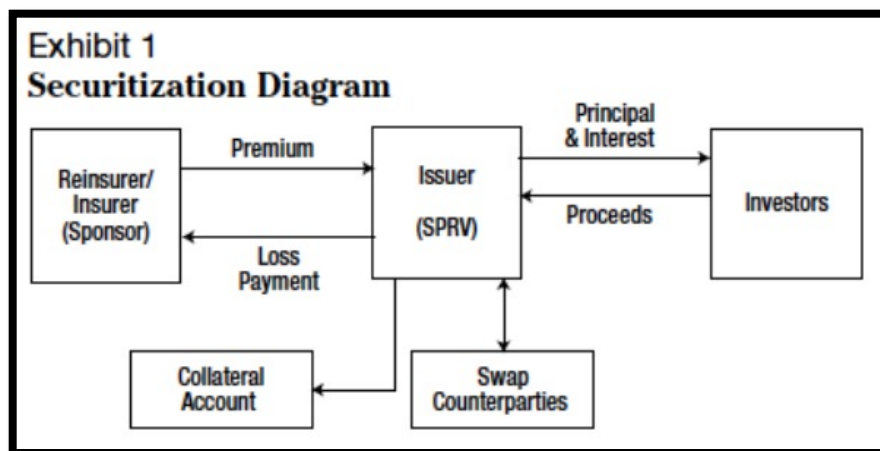 Exhibit 1
Securitization Diagram
Reinsurer/
Insurer
(Sponsor)
Premium
Loss
Payment
Issuer
(SPRV)
Principal
& Interest
Proceeds
Investors
Collateral
Account
Swap
Counterparties